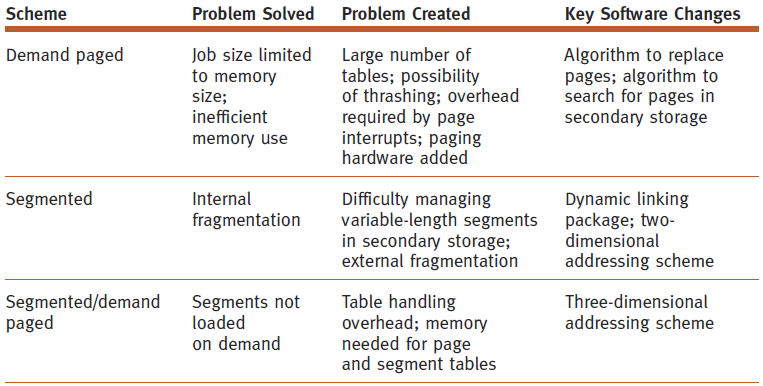 Scheme Problem Solved Problem Created Key Software Changes
Demand paged Job size limited Large number of Algorithm to replace
to memory tables; possibility pages; algorithm to
size; of thrashing; overhead search for pages in
inefficient required by page secondary storage
memory use interrupts; paging
hardware added
Segmented Internal Difficulty managing Dynamic linking
fragmentation variable-length segments package; two-
in secondary storage; dimensional
external fragmentation addressing scheme
Segmented/demand Segments not Table handling Three-dimensional
paged loaded overhead; memory addressing scheme
on demand needed for page
and segment tables